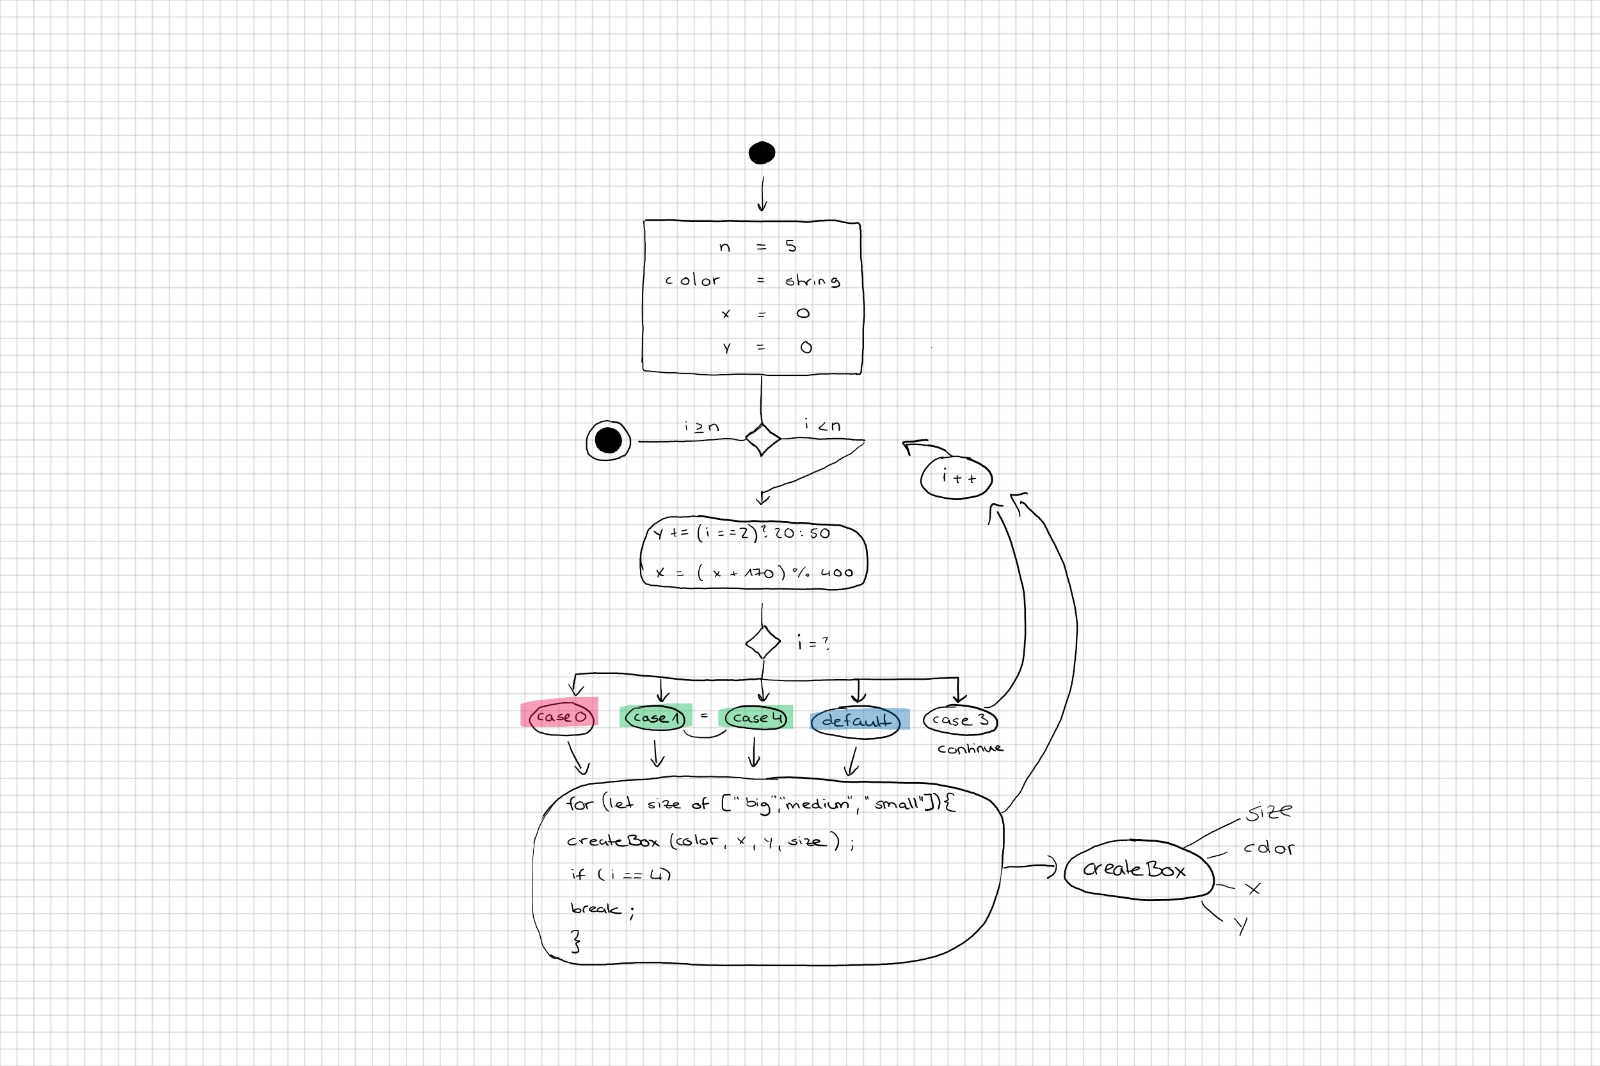 n = 5
color = string
x = 0
y = 0
i ≥ n
i < n
i++
y += (i==2)? 20 : 50
x = (x + 170) % 400
i = ?
case 0
case 1
=
case 4
default
case 3
continue
for (let size of ["big","medium","small"]){
createBox (color, x, y, size);
if (i == 4)
break;
}
createBox
size
color
x
y